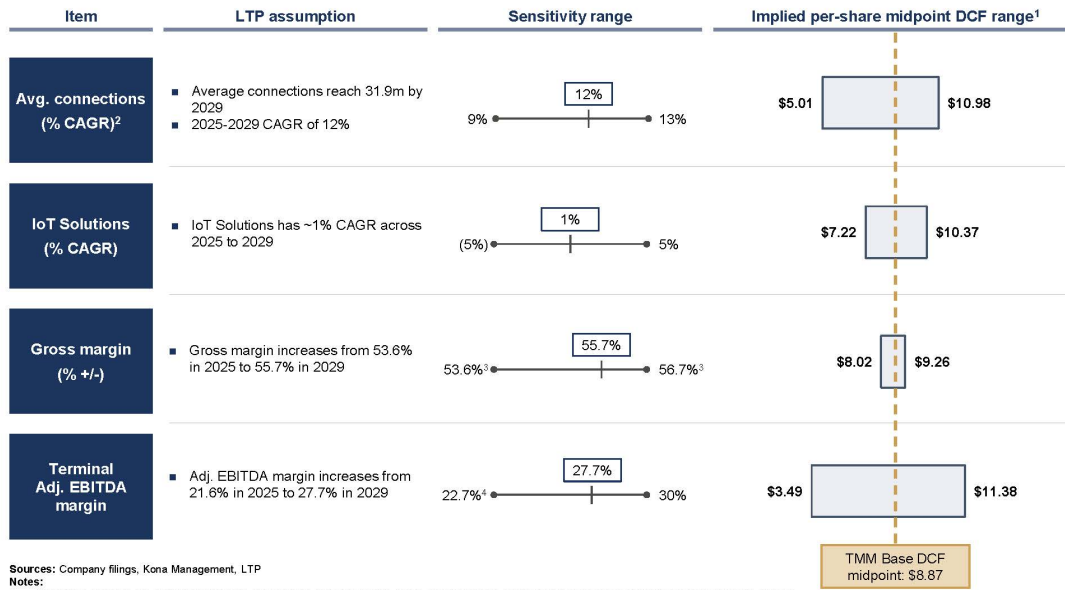 Item
LTP assumption
Sensitivity range
Implied per-share midpoint DCF range1
Avg. connections
(% CAGR)2
■ Average connections reach 31.9m by
2029
■ 2025-2029 CAGR of 12%
12%
9%
13%
$5.01
$10.98
IoT Solutions
(% CAGR)
■ IoT Solutions has ~1% CAGR across
2025 to 2029
1%
(5%)
5%
$7.22
$10.37
Gross margin
(% +/-)
■ Gross margin increases from 53.6%
in 2025 to 55.7% in 2029
55.7%
53.6%3
56.7%3
$8.02
$9.26
Terminal
Adj. EBITDA
margin
■ Adj. EBITDA margin increases from
21.6% in 2025 to 27.7% in 2029
27.7%
22.7%4
30%
$3.49
$11.38
TMM Base DCF
midpoint: $8.87
Sources: Company filings, Kona Management, LTP
Notes: